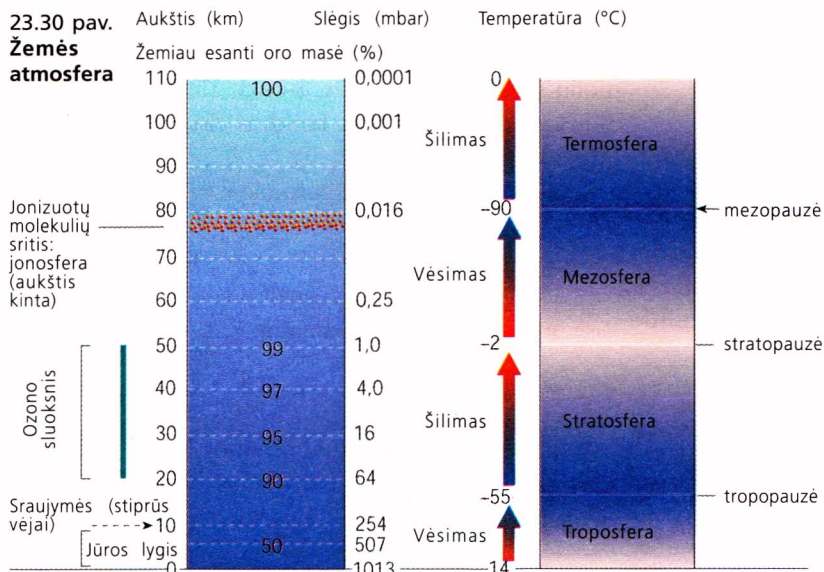 23.30 pav.
Žemės
atmosfera
Aukštis (km)
Slėgis (mbar)
Temperatūra (°C)
Žemiau esanti oro masė (%)
110
100
0,0001
100
0,001
90
80
0,016
70
60
0,25
50
99
1,0
40
97
4,0
30
95
16
20
90
64
10
254
50
507
0
1013
Jonizuotų
molekulių
sritis:
jonosfera
(aukštis
kinta)
Ozono
sluoksnis
Sraujymės (stiprūs
vėjai)
Jūros lygis
0
Šilimas
Termosfera
-90
mezopauzė
Vėsimas
Mezosfera
-2
stratopauzė
Šilimas
Stratosfera
-55
tropopauzė
Vėsimas
Troposfera
14